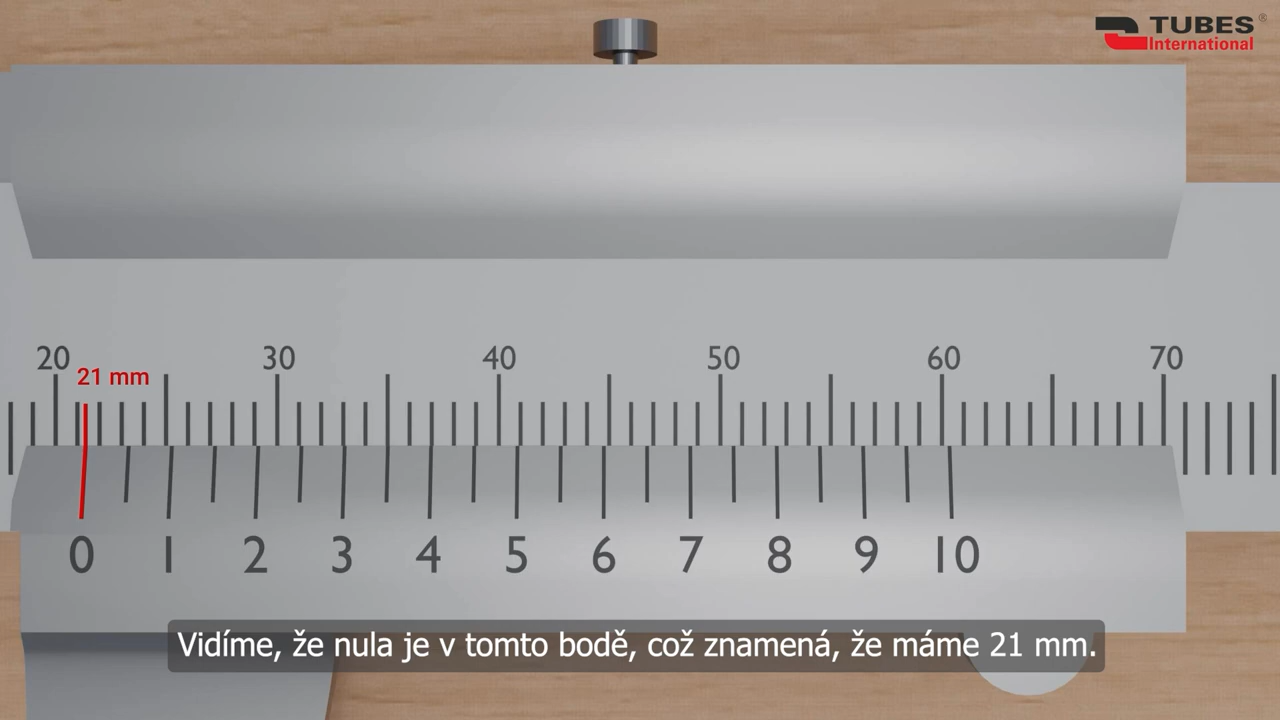 TUBES®
International
20 30 40 50 60 70
21 mm
0 1 2 3 4 5 6 7 8 9 10
Vidíme, že nula je v tomto bodě, což znamená, že máme 21 mm.